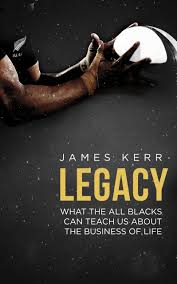 JAMES KERR
LEGACY
WHAT THE ALL BLACKS
CAN TEACH US ABOUT
THE BUSINESS OF LIFE